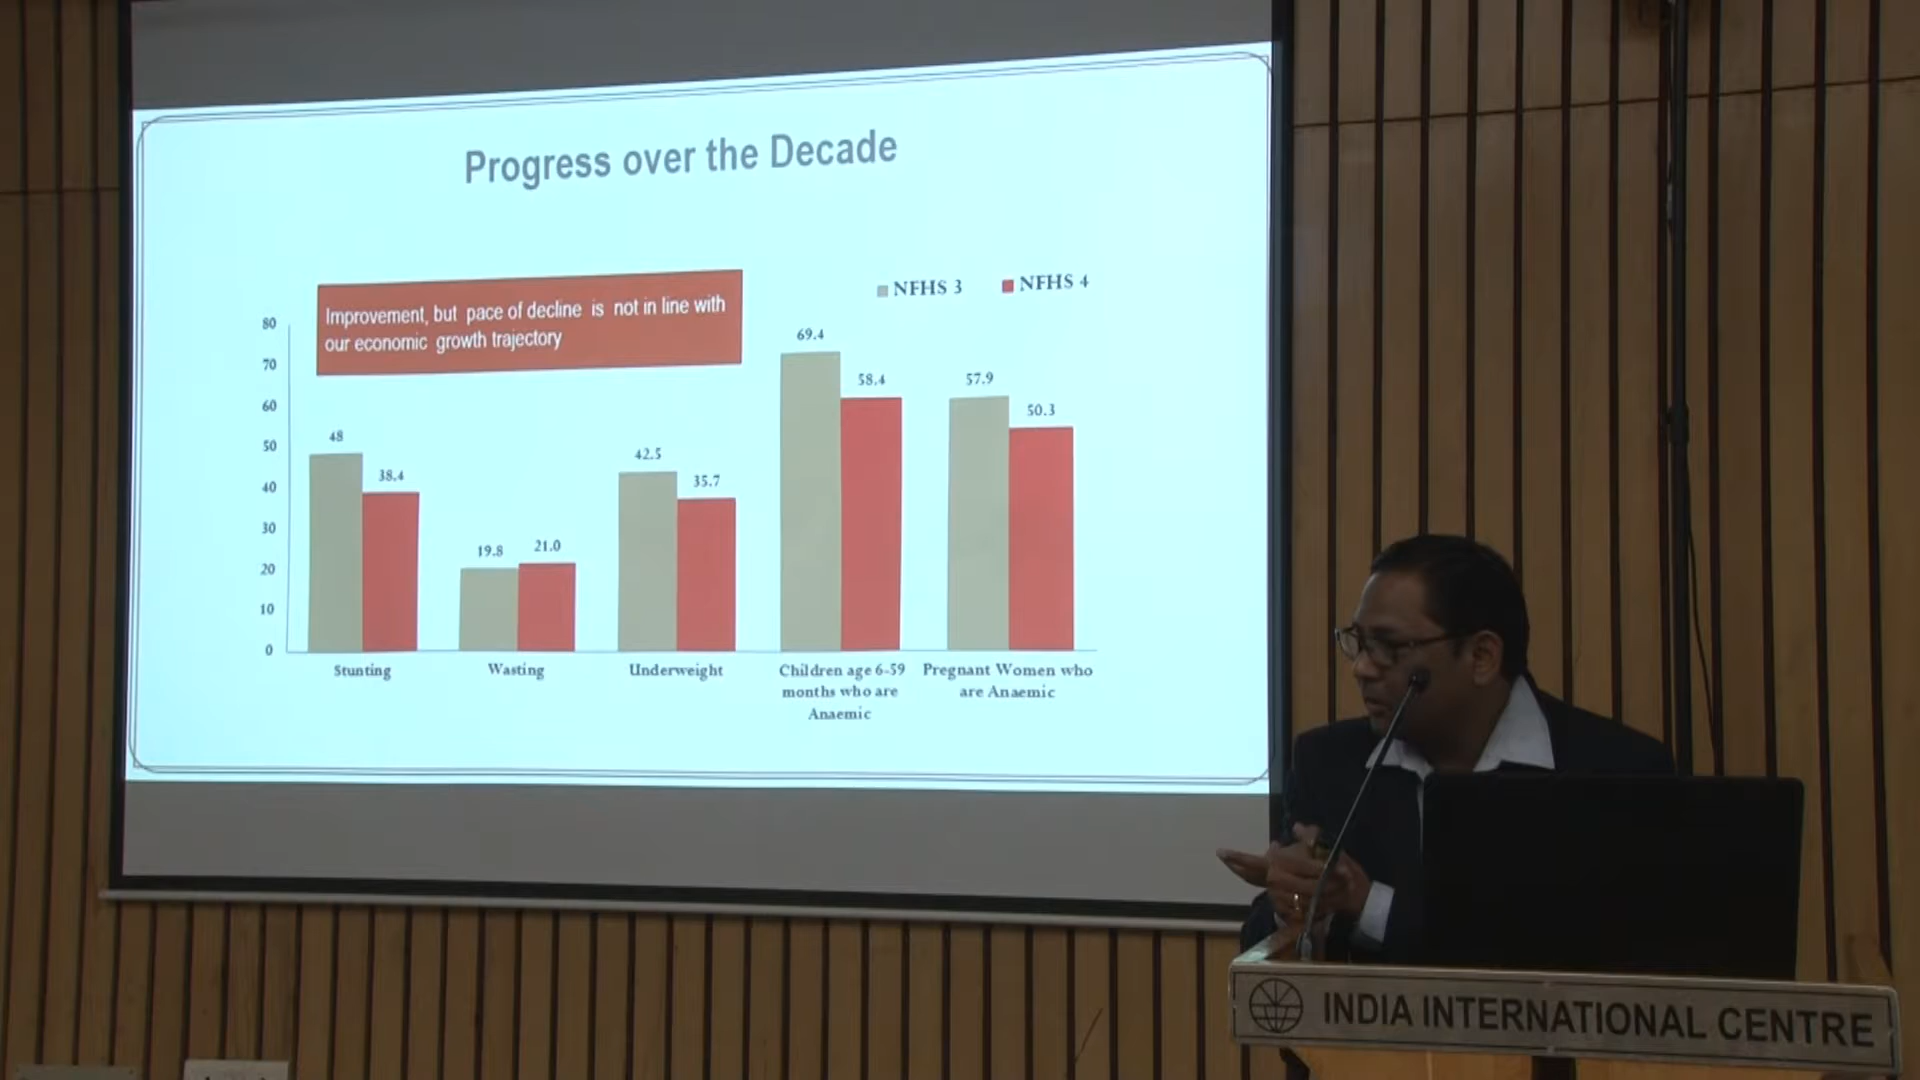 Progress over the Decade
Improvement, but pace of decline is not in line with
our economic growth trajectory
NFHS 3
NFHS 4
80
70
60
50
40
30
20
10
0
48
38.4
19.8
21.0
42.5
35.7
69.4
58.4
57.9
50.3
Stunting
Wasting
Underweight
Children age 6-59
months who are
Anaemic
Pregnant Women who
are Anaemic
INDIA INTERNATIONAL CENTRE